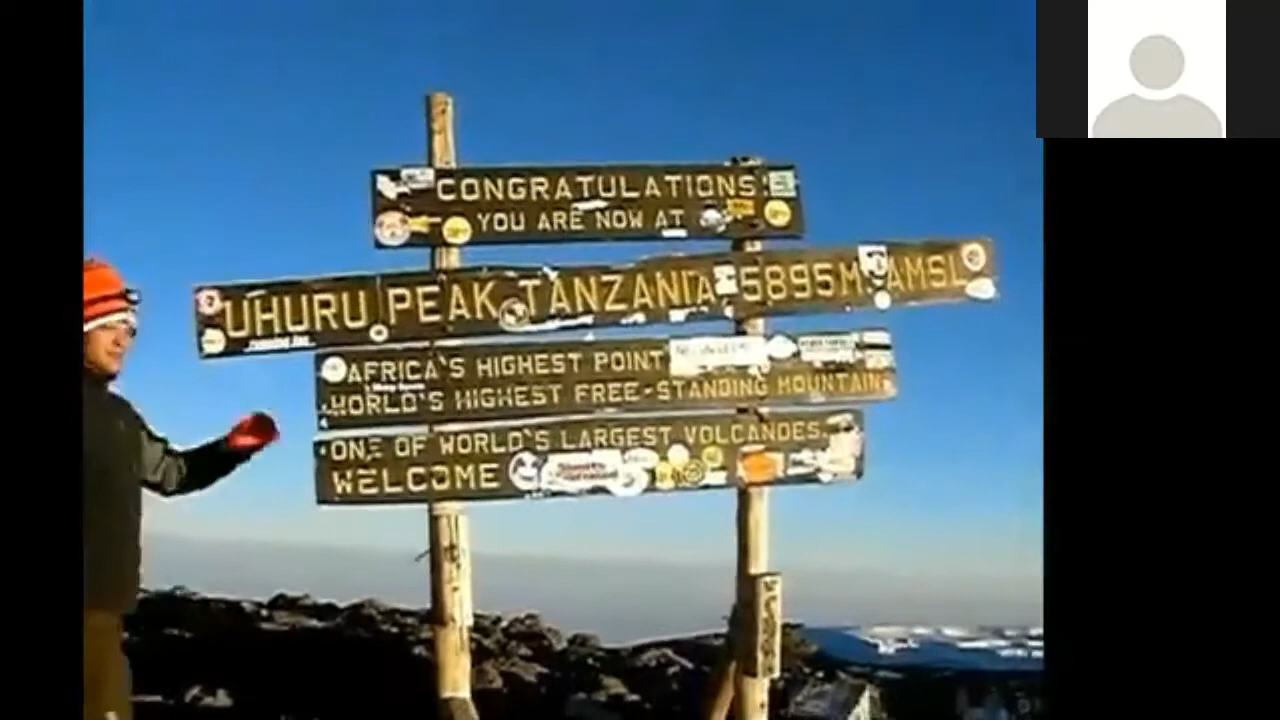 CONGRATULATIONS
YOU ARE NOW AT
UHURU PEAK TANZANIA 5895M AMSL
AFRICA'S HIGHEST POINT
WORLD'S HIGHEST FREE-STANDING MOUNTAIN
ONE OF WORLD'S LARGEST VOLCANOES.
WELCOME